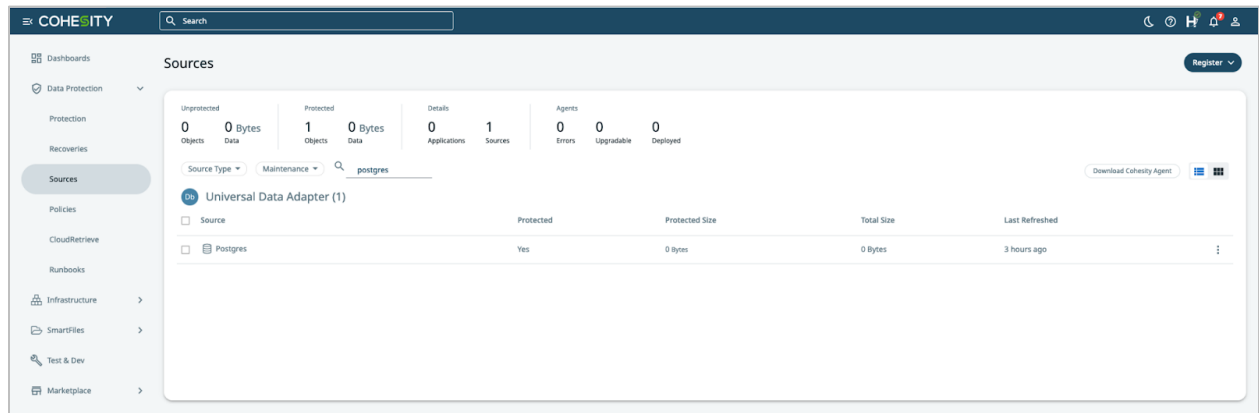 COHESITY
Search
H
7
Dashboards
Data Protection
Protection
Recoveries
Sources
Policies
CloudRetrieve
Runbooks
Infrastructure
SmartFiles
Test & Dev
Marketplace
Sources
Register
Unprotected
0 0 Bytes
Objects Data
Protected
1 0 Bytes
Objects Data
Details
0 1
Applications Sources
Agents
0 0 0
Errors Upgradable Deployed
Source Type Maintenance postgres Download Cohesity Agent
Db Universal Data Adapter (1)
Source Protected Protected Size Total Size Last Refreshed
Postgres Yes 0 Bytes 0 Bytes 3 hours ago